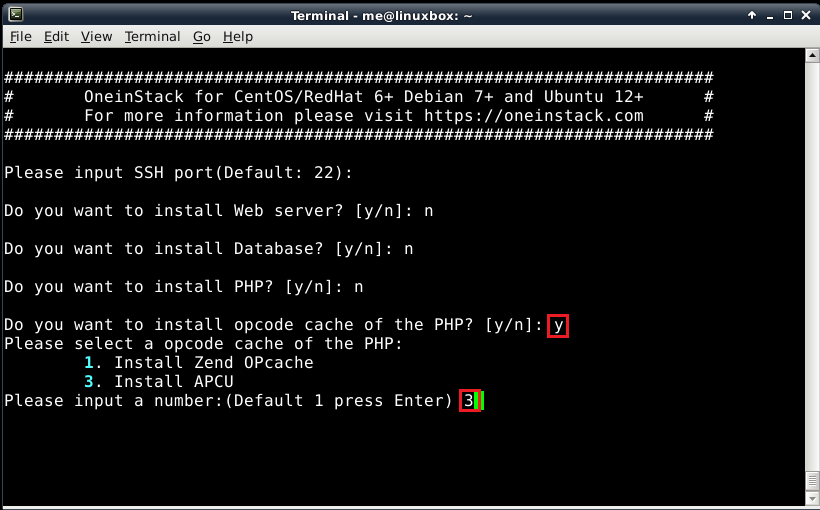 Terminal - me@linuxbox: ~
File Edit View Terminal Go Help
#######################################################################
#       OneinStack for CentOS/RedHat 6+ Debian 7+ and Ubuntu 12+      #
#       For more information please visit https://oneinstack.com      #
#######################################################################
Please input SSH port(Default: 22):
Do you want to install Web server? [y/n]: n
Do you want to install Database? [y/n]: n
Do you want to install PHP? [y/n]: n
Do you want to install opcode cache of the PHP? [y/n]: y
Please select a opcode cache of the PHP:
        1. Install Zend OPcache
        3. Install APCU
Please input a number:(Default 1 press Enter) 3